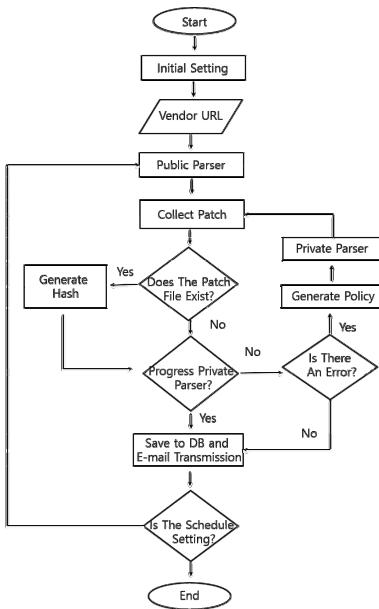 Start
Initial Setting
Vendor URL
Public Parser
Collect Patch
Private Parser
Generate
Hash
Yes
Does The Patch
File Exist?
Generate Policy
No
Yes
Progress Private
Parser?
No
Is There
An Error?
Yes
No
Save to DB and
E-mail Transmission
Is The Schedule
Setting?
End